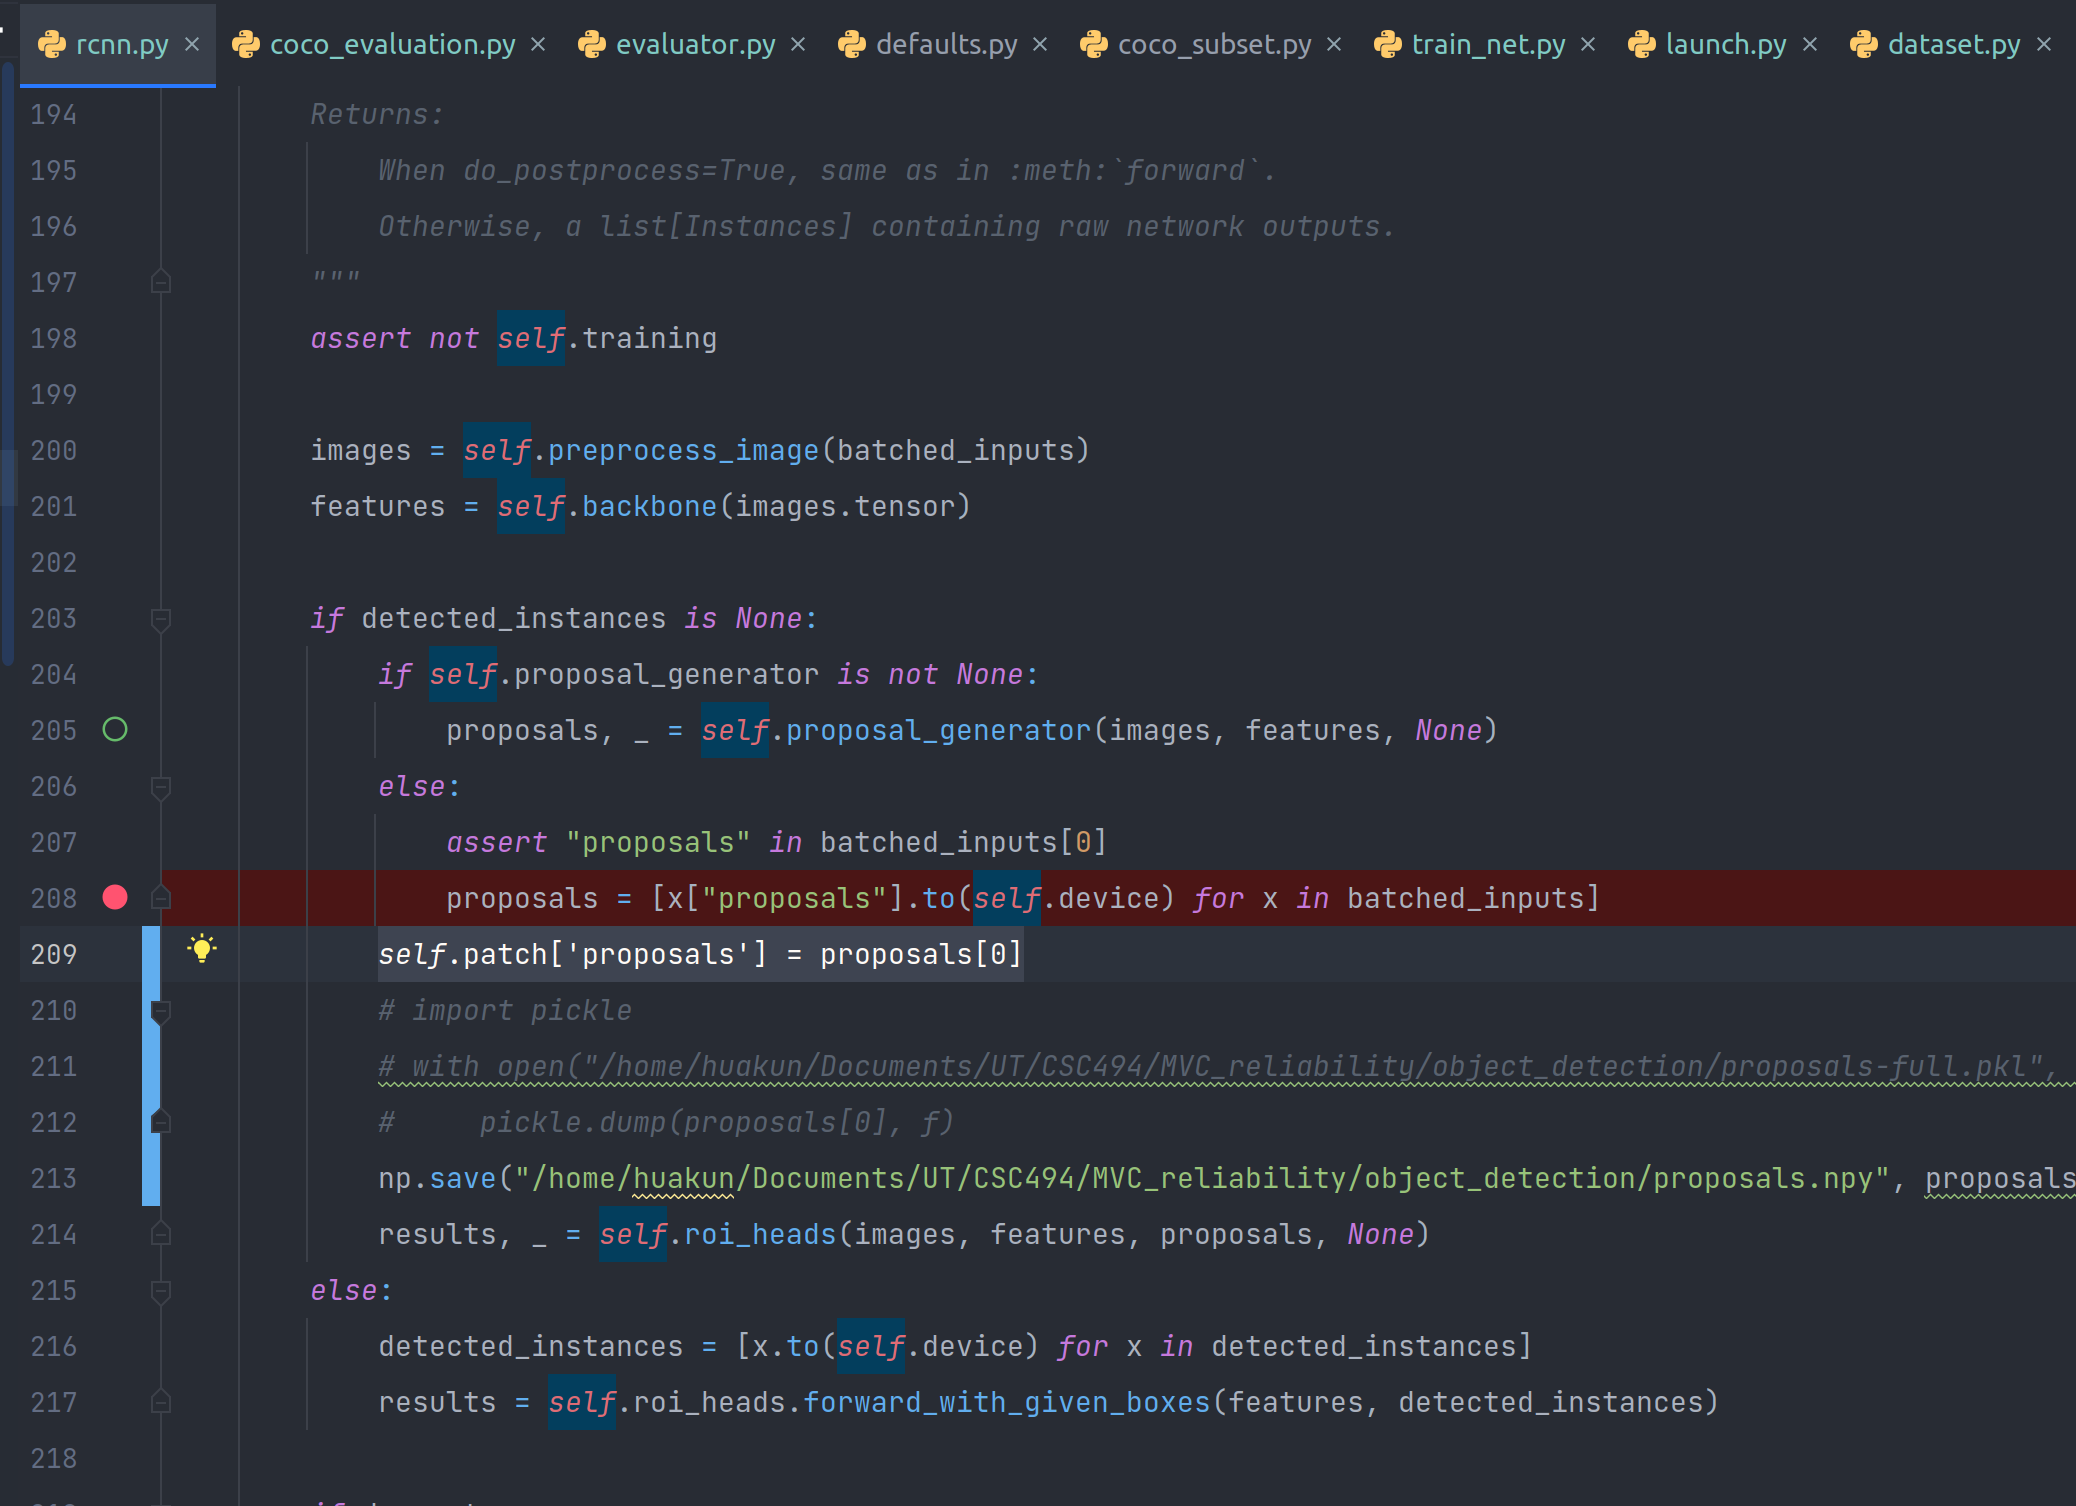 rcnn.py × coco_evaluation.py × evaluator.py × defaults.py × coco_subset.py × train_net.py × launch.py × dataset.py ×
194 Returns:
195 When do_postprocess=True, same as in :meth:`forward`.
196 Otherwise, a list[Instances] containing raw network outputs.
197 """
198 assert not self.training
199
200 images = self.preprocess_image(batched_inputs)
201 features = self.backbone(images.tensor)
202
203 if detected_instances is None:
204 if self.proposal_generator is not None:
205 proposals, _ = self.proposal_generator(images, features, None)
206 else:
207 assert "proposals" in batched_inputs[0]
208 proposals = [x["proposals"].to(self.device) for x in batched_inputs]
209 self.patch['proposals'] = proposals[0]
210 # import pickle
211 # with open("/home/huakun/Documents/UT/CSC494/MVC_reliability/object_detection/proposals-full.pkl",
212 #     pickle.dump(proposals[0], f)
213 np.save("/home/huakun/Documents/UT/CSC494/MVC_reliability/object_detection/proposals.npy", proposals
214 results, _ = self.roi_heads(images, features, proposals, None)
215 else:
216 detected_instances = [x.to(self.device) for x in detected_instances]
217 results = self.roi_heads.forward_with_given_boxes(features, detected_instances)
218